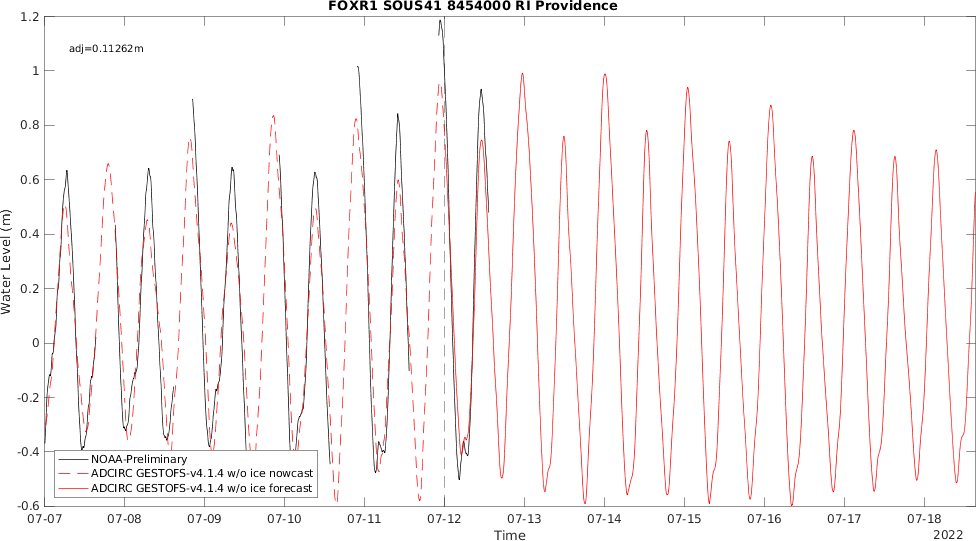 FOXR1 SOUS41 8454000 RI Providence
adj=0.11262m
1.2
1
0.8
0.6
0.4
0.2
0
-0.2
-0.4
-0.6
Water Level (m)
NOAA-Preliminary
ADCIRC GESTOFS-v4.1.4 w/o ice nowcast
ADCIRC GESTOFS-v4.1.4 w/o ice forecast
07-07 07-08 07-09 07-10 07-11 07-12 07-13 07-14 07-15 07-16 07-17 07-18
Time
2022